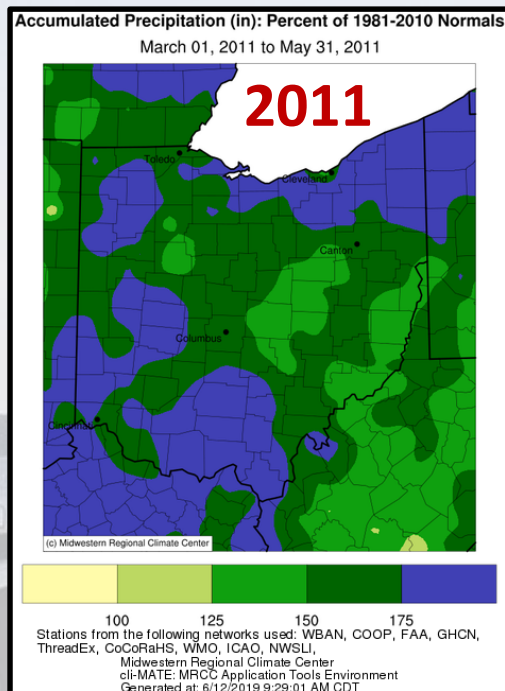 Accumulated Precipitation (in): Percent of 1981-2010 Normals
March 01, 2011 to May 31, 2011
2011
Toledo
Cleveland
Canton
Columbus
Cincinnati
(c) Midwestern Regional Climate Center
100 125 150 175
Stations from the following networks used: WBAN, COOP, FAA, GHCN,
ThreadEx, CoCoRaHS, WMO, ICAO, NWSLI,
Midwestern Regional Climate Center
cli-MATE: MRCC Application Tools Environment
Generated at: 6/12/2019 9:29:01 AM CDT